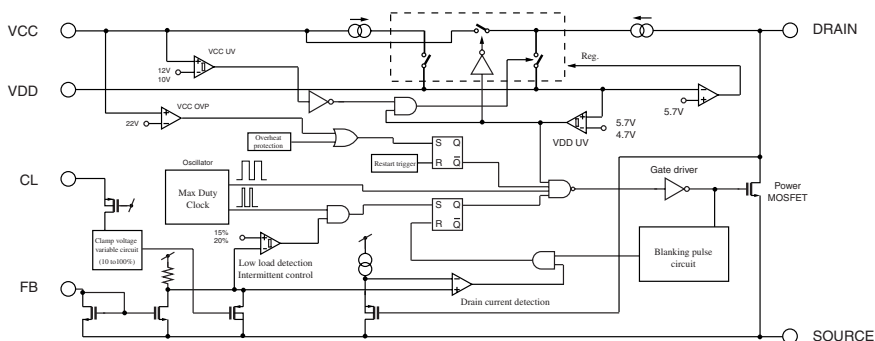 VCC
DRAIN
VCC UV
12V
10V
Reg.
VDD
VCC OVP
22V
5.7V
5.7V
4.7V
VDD UV
Overheat
protection
S Q
R Q
Restart trigger
Gate driver
Power
MOSFET
CL
Oscillator
Max Duty
Clock
S Q
R Q
15%
20%
Low load detection
Intermittent control
Clamp voltage
variable circuit
(10 to100%)
Blanking pulse
circuit
Drain current detection
FB
SOURCE